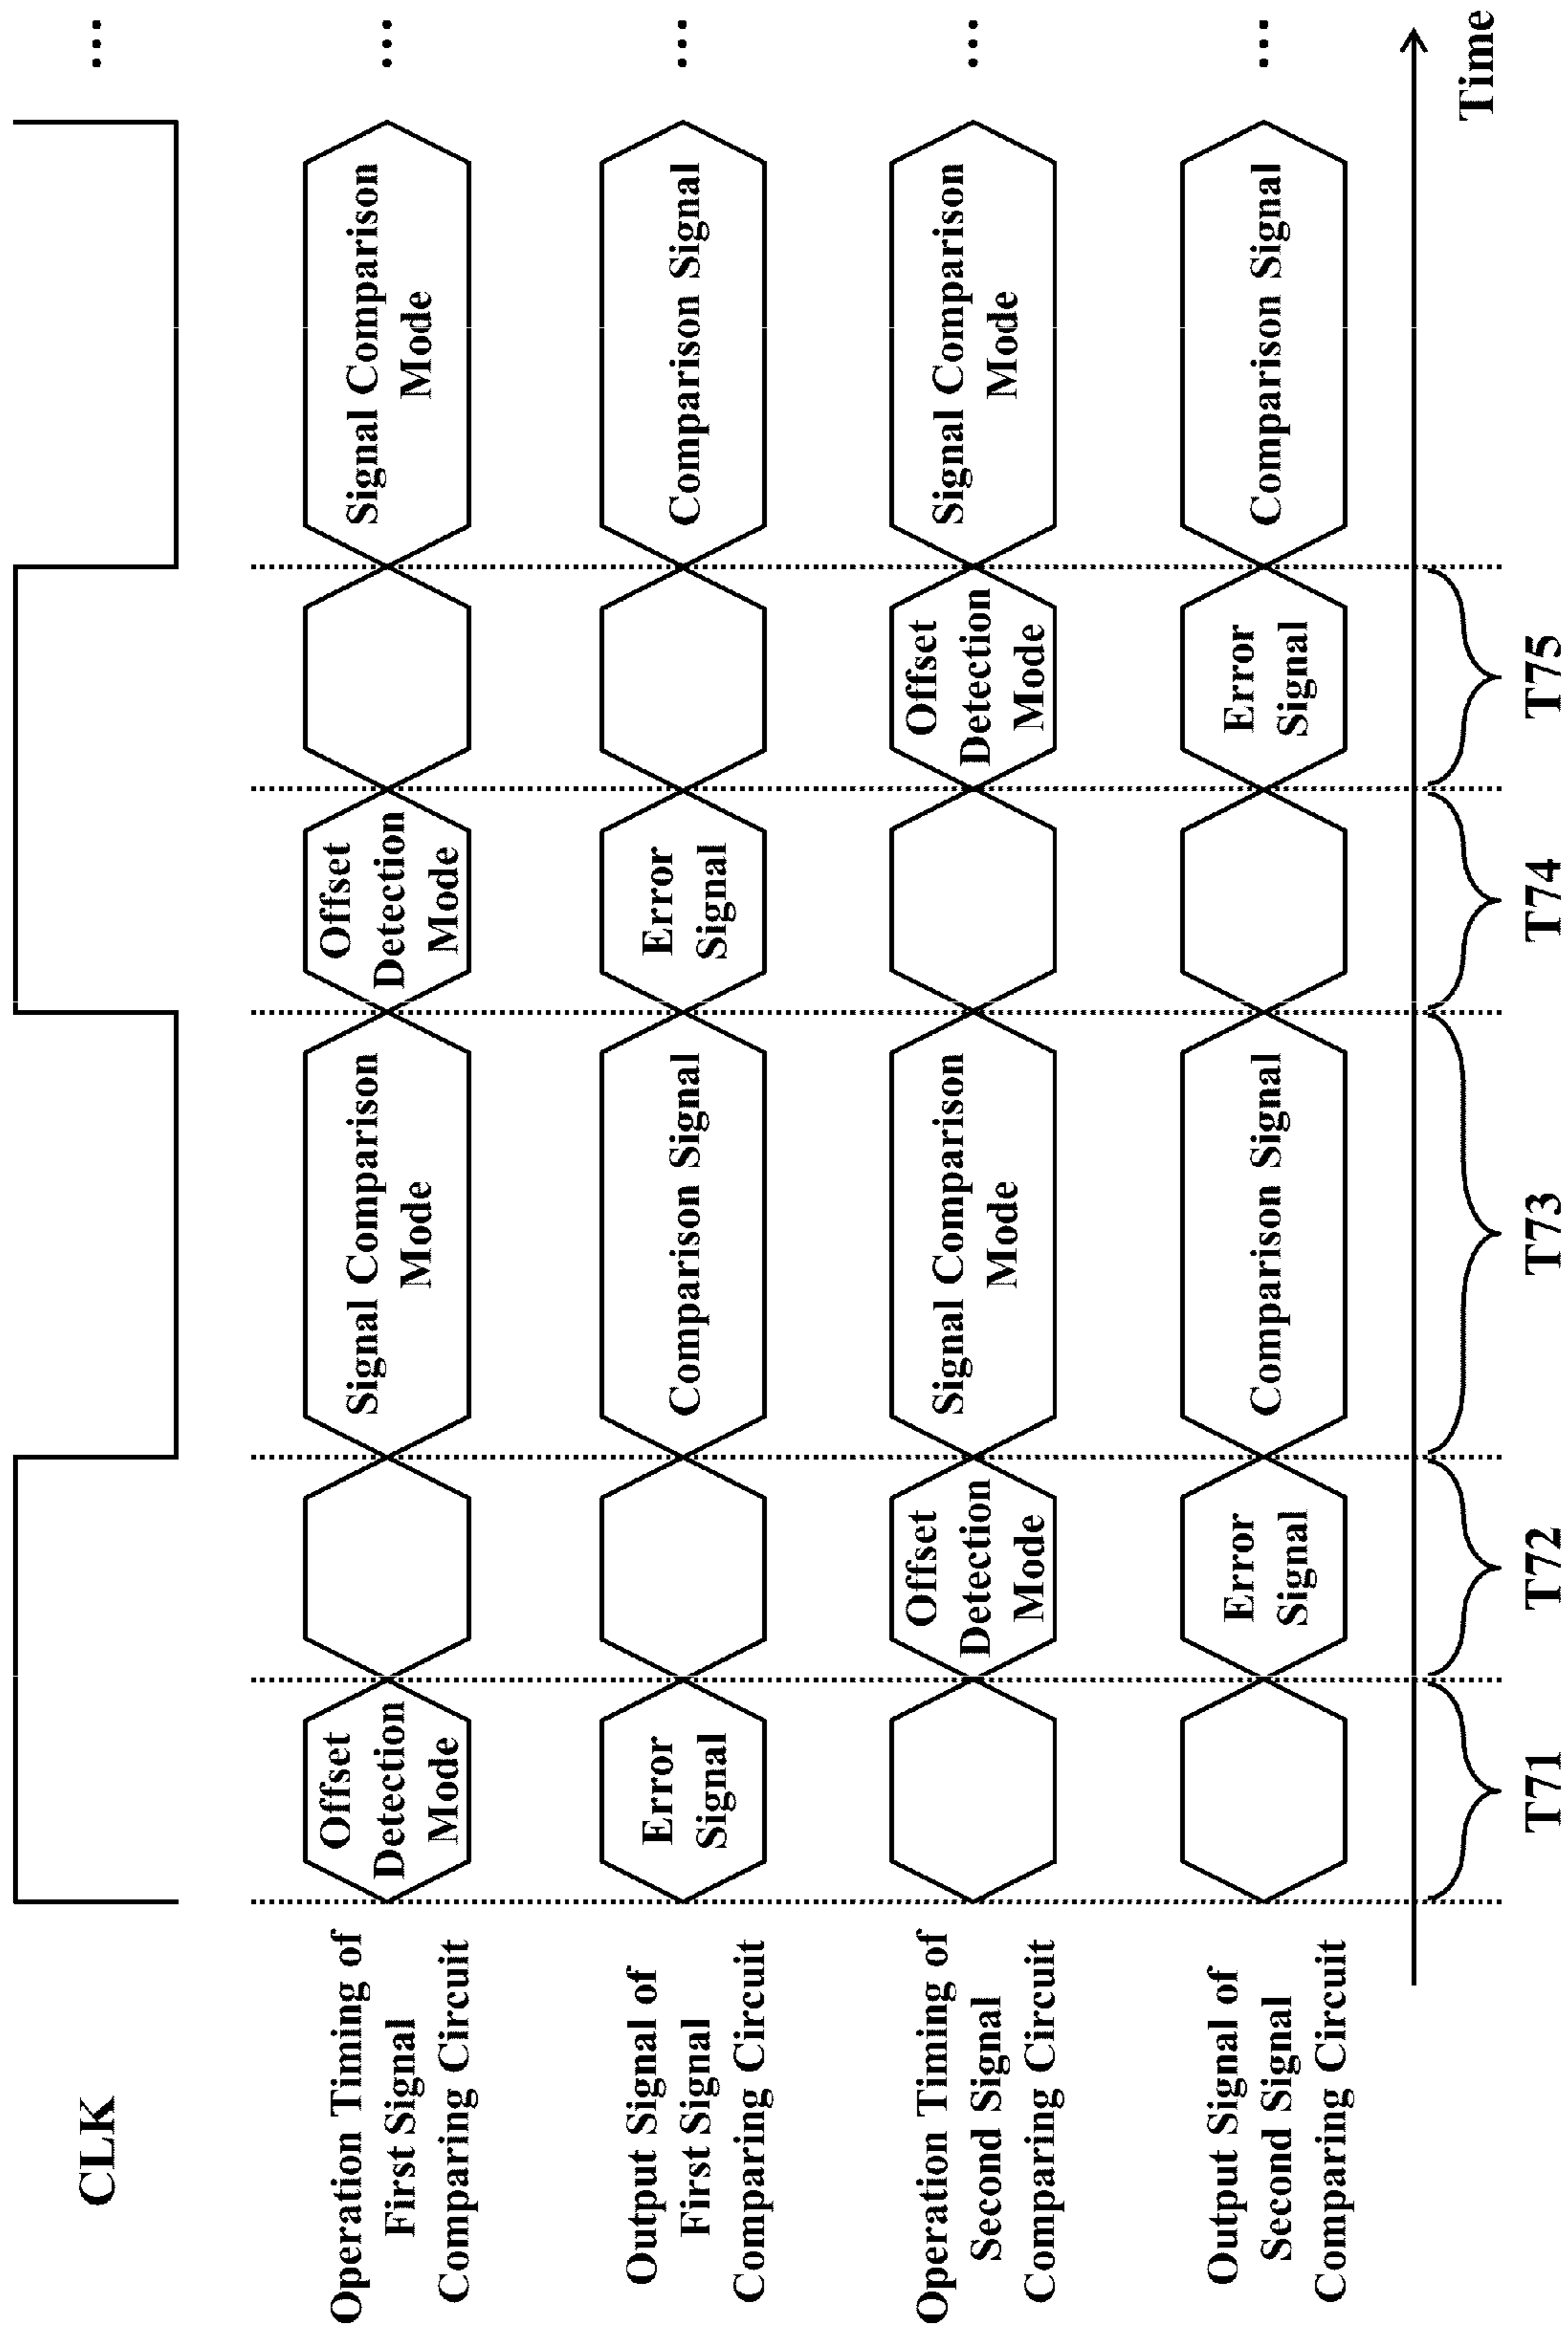 CLK
...
Operation Timing of
First Signal
Comparing Circuit
Offset
Detection
Mode
Signal Comparison
Mode
Offset
Detection
Mode
Signal Comparison
Mode
...
Output Signal of
First Signal
Comparing Circuit
Error
Signal
Comparison Signal
Error
Signal
Comparison Signal
...
Operation Timing of
Second Signal
Comparing Circuit
Offset
Detection
Mode
Signal Comparison
Mode
Offset
Detection
Mode
Signal Comparison
Mode
...
Output Signal of
Second Signal
Comparing Circuit
Error
Signal
Comparison Signal
Error
Signal
Comparison Signal
...
Time
T71
T72
T73
T74
T75